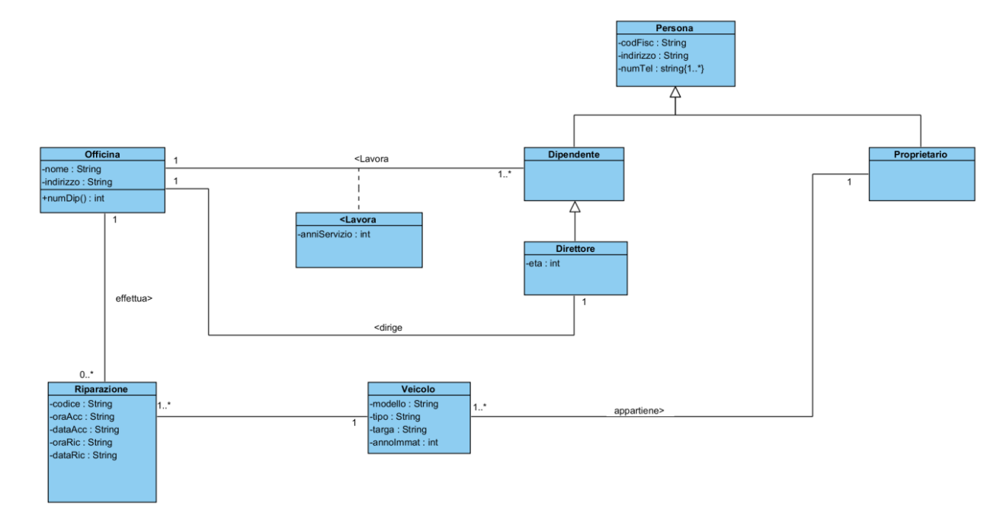 Persona
-codFisc : String
-indirizzo : String
-numTel : string{1..*}
Officina
-nome : String
-indirizzo : String
+numDip() : int
1
<Lavora
1..*
Dipendente
Proprietario
1
1
1
<Lavora
-anniServizio : int
Direttore
-eta : int
1
effettua>
<dirige
0..*
Riparazione
-codice : String
-oraAcc : String
-dataAcc : String
-oraRic : String
-dataRic : String
1..*
1
Veicolo
-modello : String
-tipo : String
-targa : String
-annoImmat : int
1..*
appartiene>